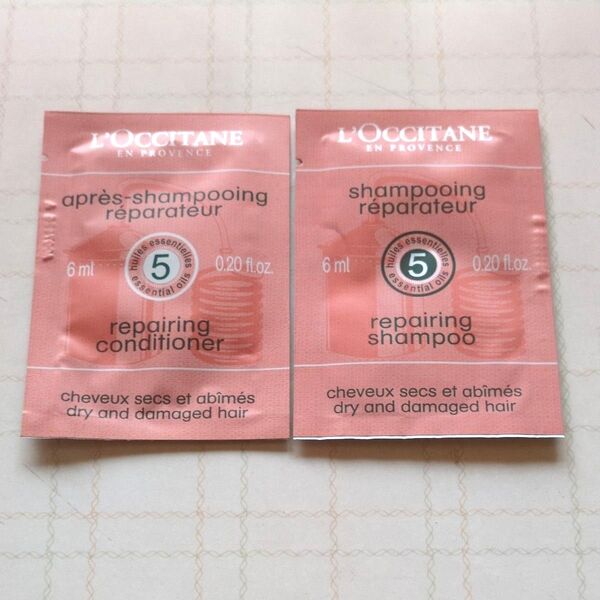 L'OCCITANE
EN PROVENCE
après-shampooing
réparateur
6 ml
huiles essentielles
5
essential oils
0.20 fl.oz.
repairing
conditioner
cheveux secs et abîmés
dry and damaged hair
L'OCCITANE
EN PROVENCE
shampooing
réparateur
6 ml
huiles essentielles
5
essential oils
0.20 fl.oz.
repairing
shampoo
cheveux secs et abîmés
dry and damaged hair